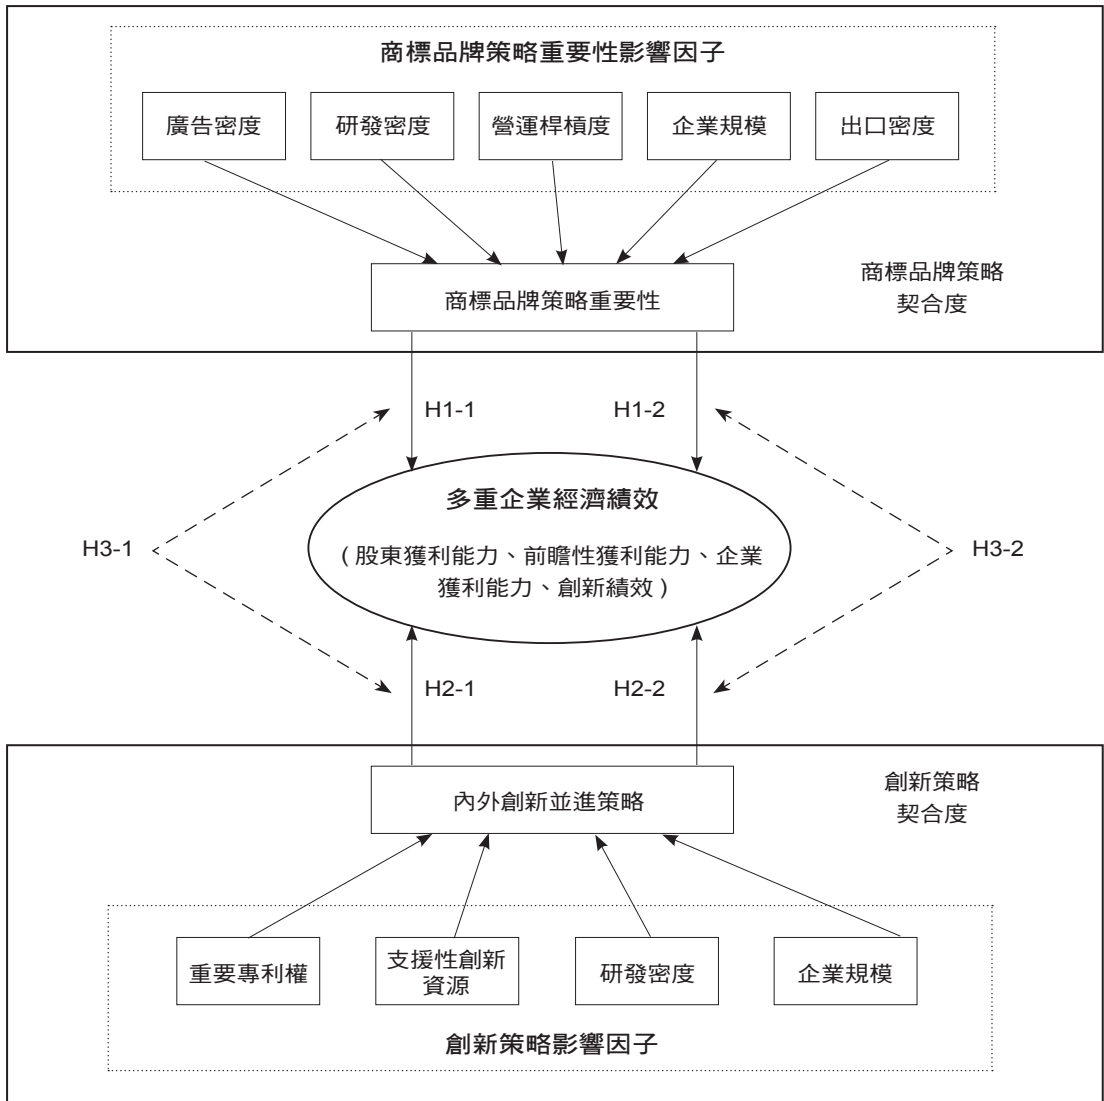 商標品牌策略重要性影響因子
廣告密度
研發密度
營運桿槓度
企業規模
出口密度
商標品牌策略重要性
商標品牌策略
契合度
H1-1
H1-2
多重企業經濟績效
（股東獲利能力、前瞻性獲利能力、企業
獲利能力、創新績效）
H3-1
H3-2
H2-1
H2-2
內外創新並進策略
創新策略
契合度
重要專利權
支援性創新
資源
研發密度
企業規模
創新策略影響因子